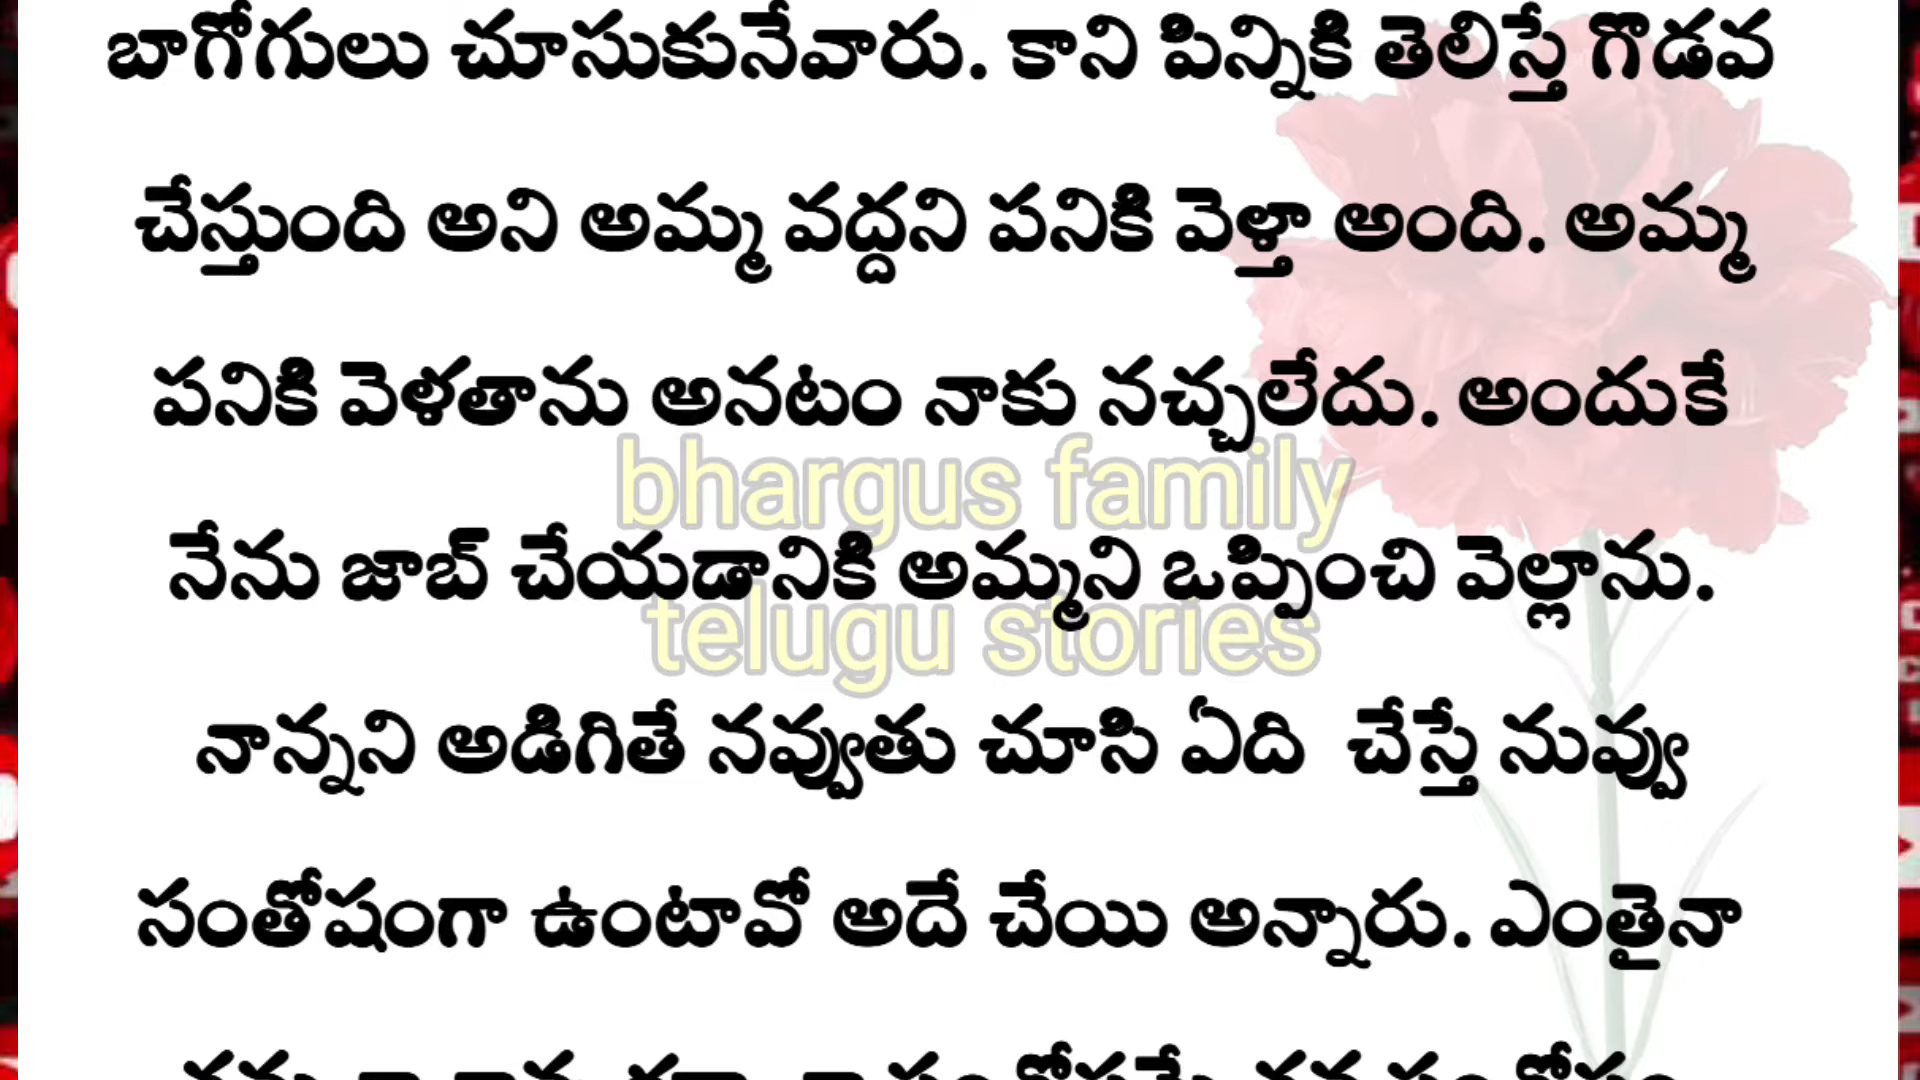 బాగోగులు చూసుకునేవారు. కాని పిన్నికి తెలిస్తే గొడవ
చేస్తుంది అని అమ్మ వద్దని పనికి వెళ్తా అంది. అమ్మ
పనికి వెళతాను అనటం నాకు నచ్చలేదు. అందుకే
bhargus family
నేను జాబ్ చేయడానికి అమ్మని ఒప్పించి వెల్లాను.
telugu stories
నాన్నని అడిగితే నవ్వుతు చూసి ఏది చేస్తే నువ్వు
సంతోషంగా ఉంటావో అదే చేయి అన్నారు. ఎంతైనా